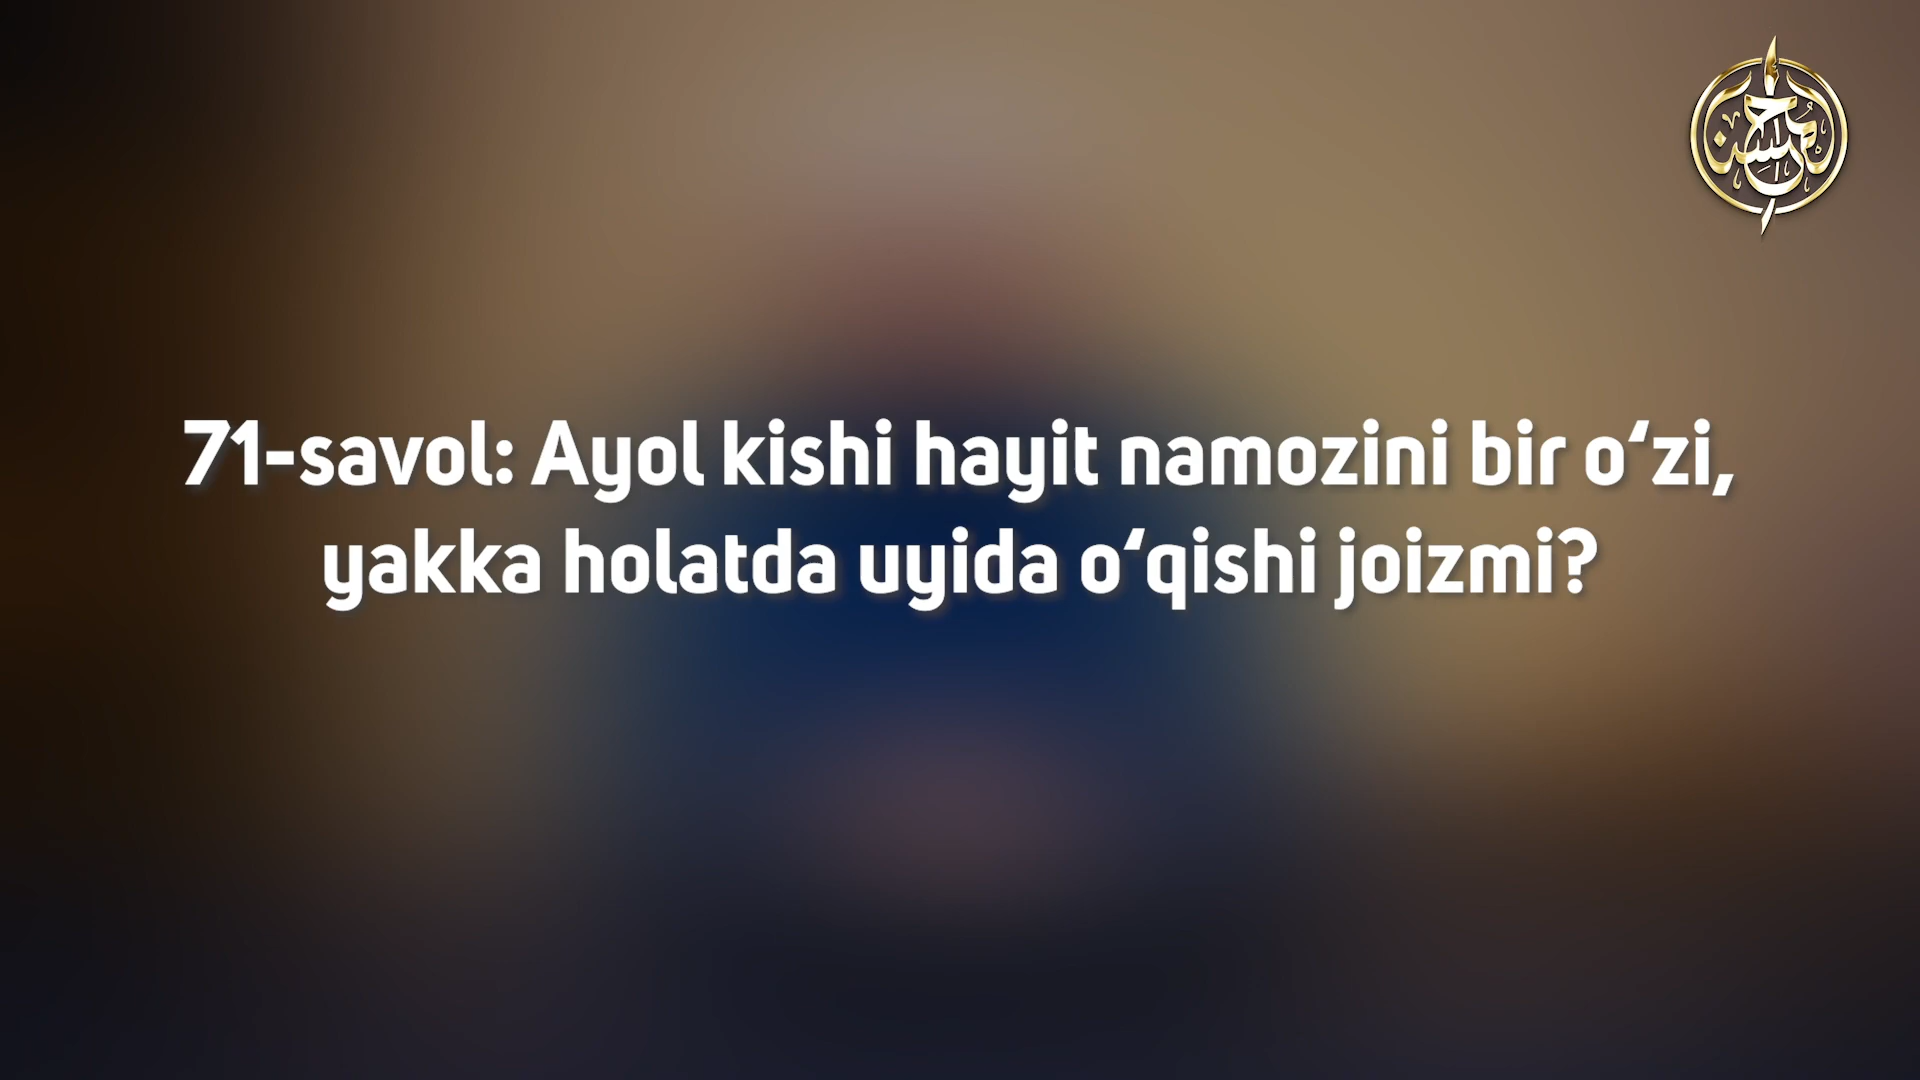 71-savol: Ayol kishi hayit namozini bir o‘zi,
yakka holatda uyida o‘qishi joizmi?